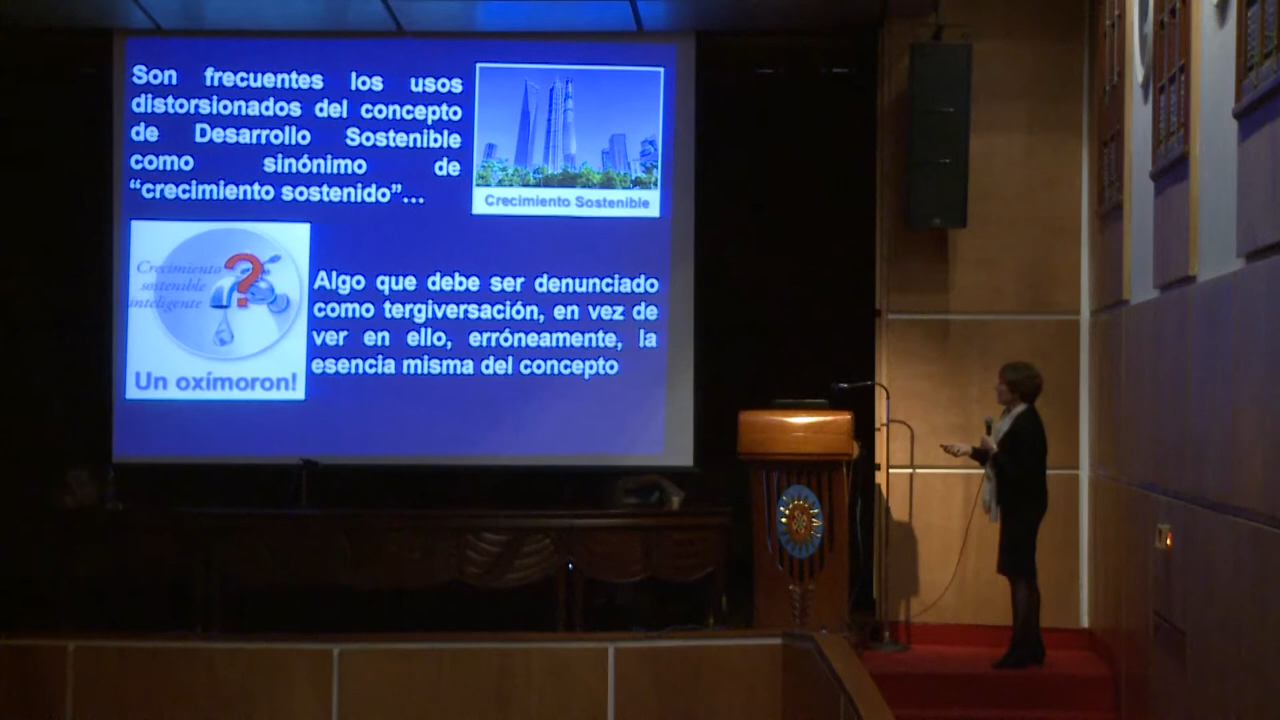 Son frecuentes los usos
distorsionados del concepto
de Desarrollo Sostenible
como sinónimo de
“crecimiento sostenido”...
Crecimiento Sostenible
Crecimiento
sostenible
inteligente
?
Un oxímoron!
Algo que debe ser denunciado
como tergiversación, en vez de
ver en ello, erróneamente, la
esencia misma del concepto